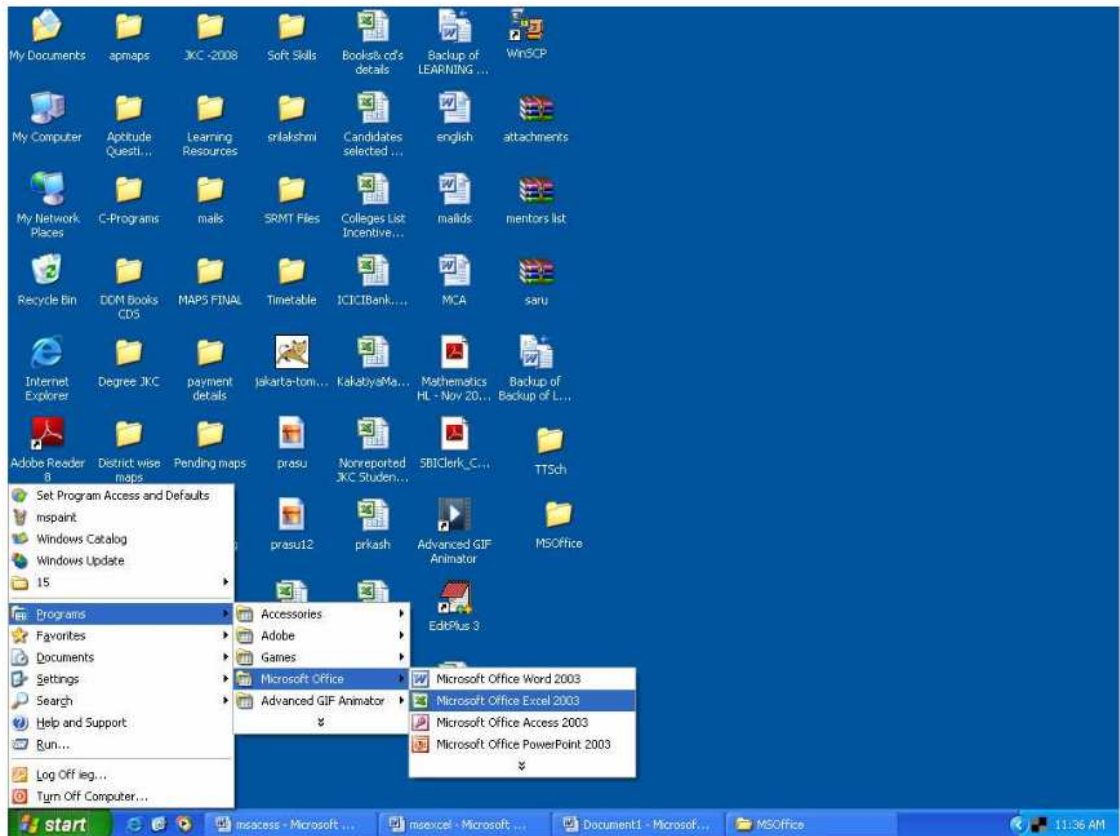 My Documents
apmaps
JKC -2008
Soft Skills
Books& cd's
details
Backup of
LEARNING ...
WinSCP
My Computer
Aptitude
Questi...
Learning
Resources
srilakshmi
Candidates
selected ...
english
attachments
My Network
Places
C-Programs
mails
SRMT Files
Colleges List
Incentive...
mailids
mentors list
Recycle Bin
DDM Books
CDS
MAPS FINAL
Timetable
ICICIBank....
MCA
saru
Internet
Explorer
Degree JKC
payment
details
jakarta-tom...
KakatiyaMa...
Mathematics
HL - Nov 20...
Backup of
Backup of L...
Adobe Reader
8
District wise
maps
Pending maps
prasu
Nonreported
JKC Studen...
SBIClerk_C...
TTSch
prasu12
prkash
Advanced GIF
Animator
MSOffice
EditPlus 3
Set Program Access and Defaults
mspaint
Windows Catalog
Windows Update
15
Programs
Favorites
Documents
Settings
Search
Help and Support
Run...
Log Off ieg...
Turn Off Computer...
Accessories
Adobe
Games
Microsoft Office
Advanced GIF Animator
Microsoft Office Word 2003
Microsoft Office Excel 2003
Microsoft Office Access 2003
Microsoft Office PowerPoint 2003
start
msacess - Microsoft ...
msexcel - Microsoft ...
Document1 - Microsof...
MSOffice
11:36 AM